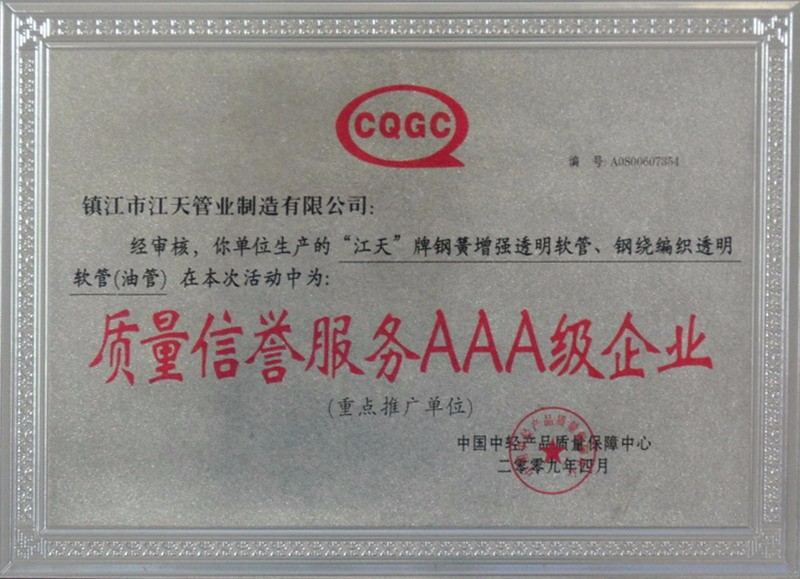 CQGC
编 号: A0800607354
镇江市江天管业制造有限公司:
经审核，你单位生产的“江天”牌钢簧增强透明软管、钢绕编织透明
软管(油管) 在本次活动中为:
质量信誉服务AAA级企业
(重点推广单位)
中国中经产品质量保障中心
二零零九年四月